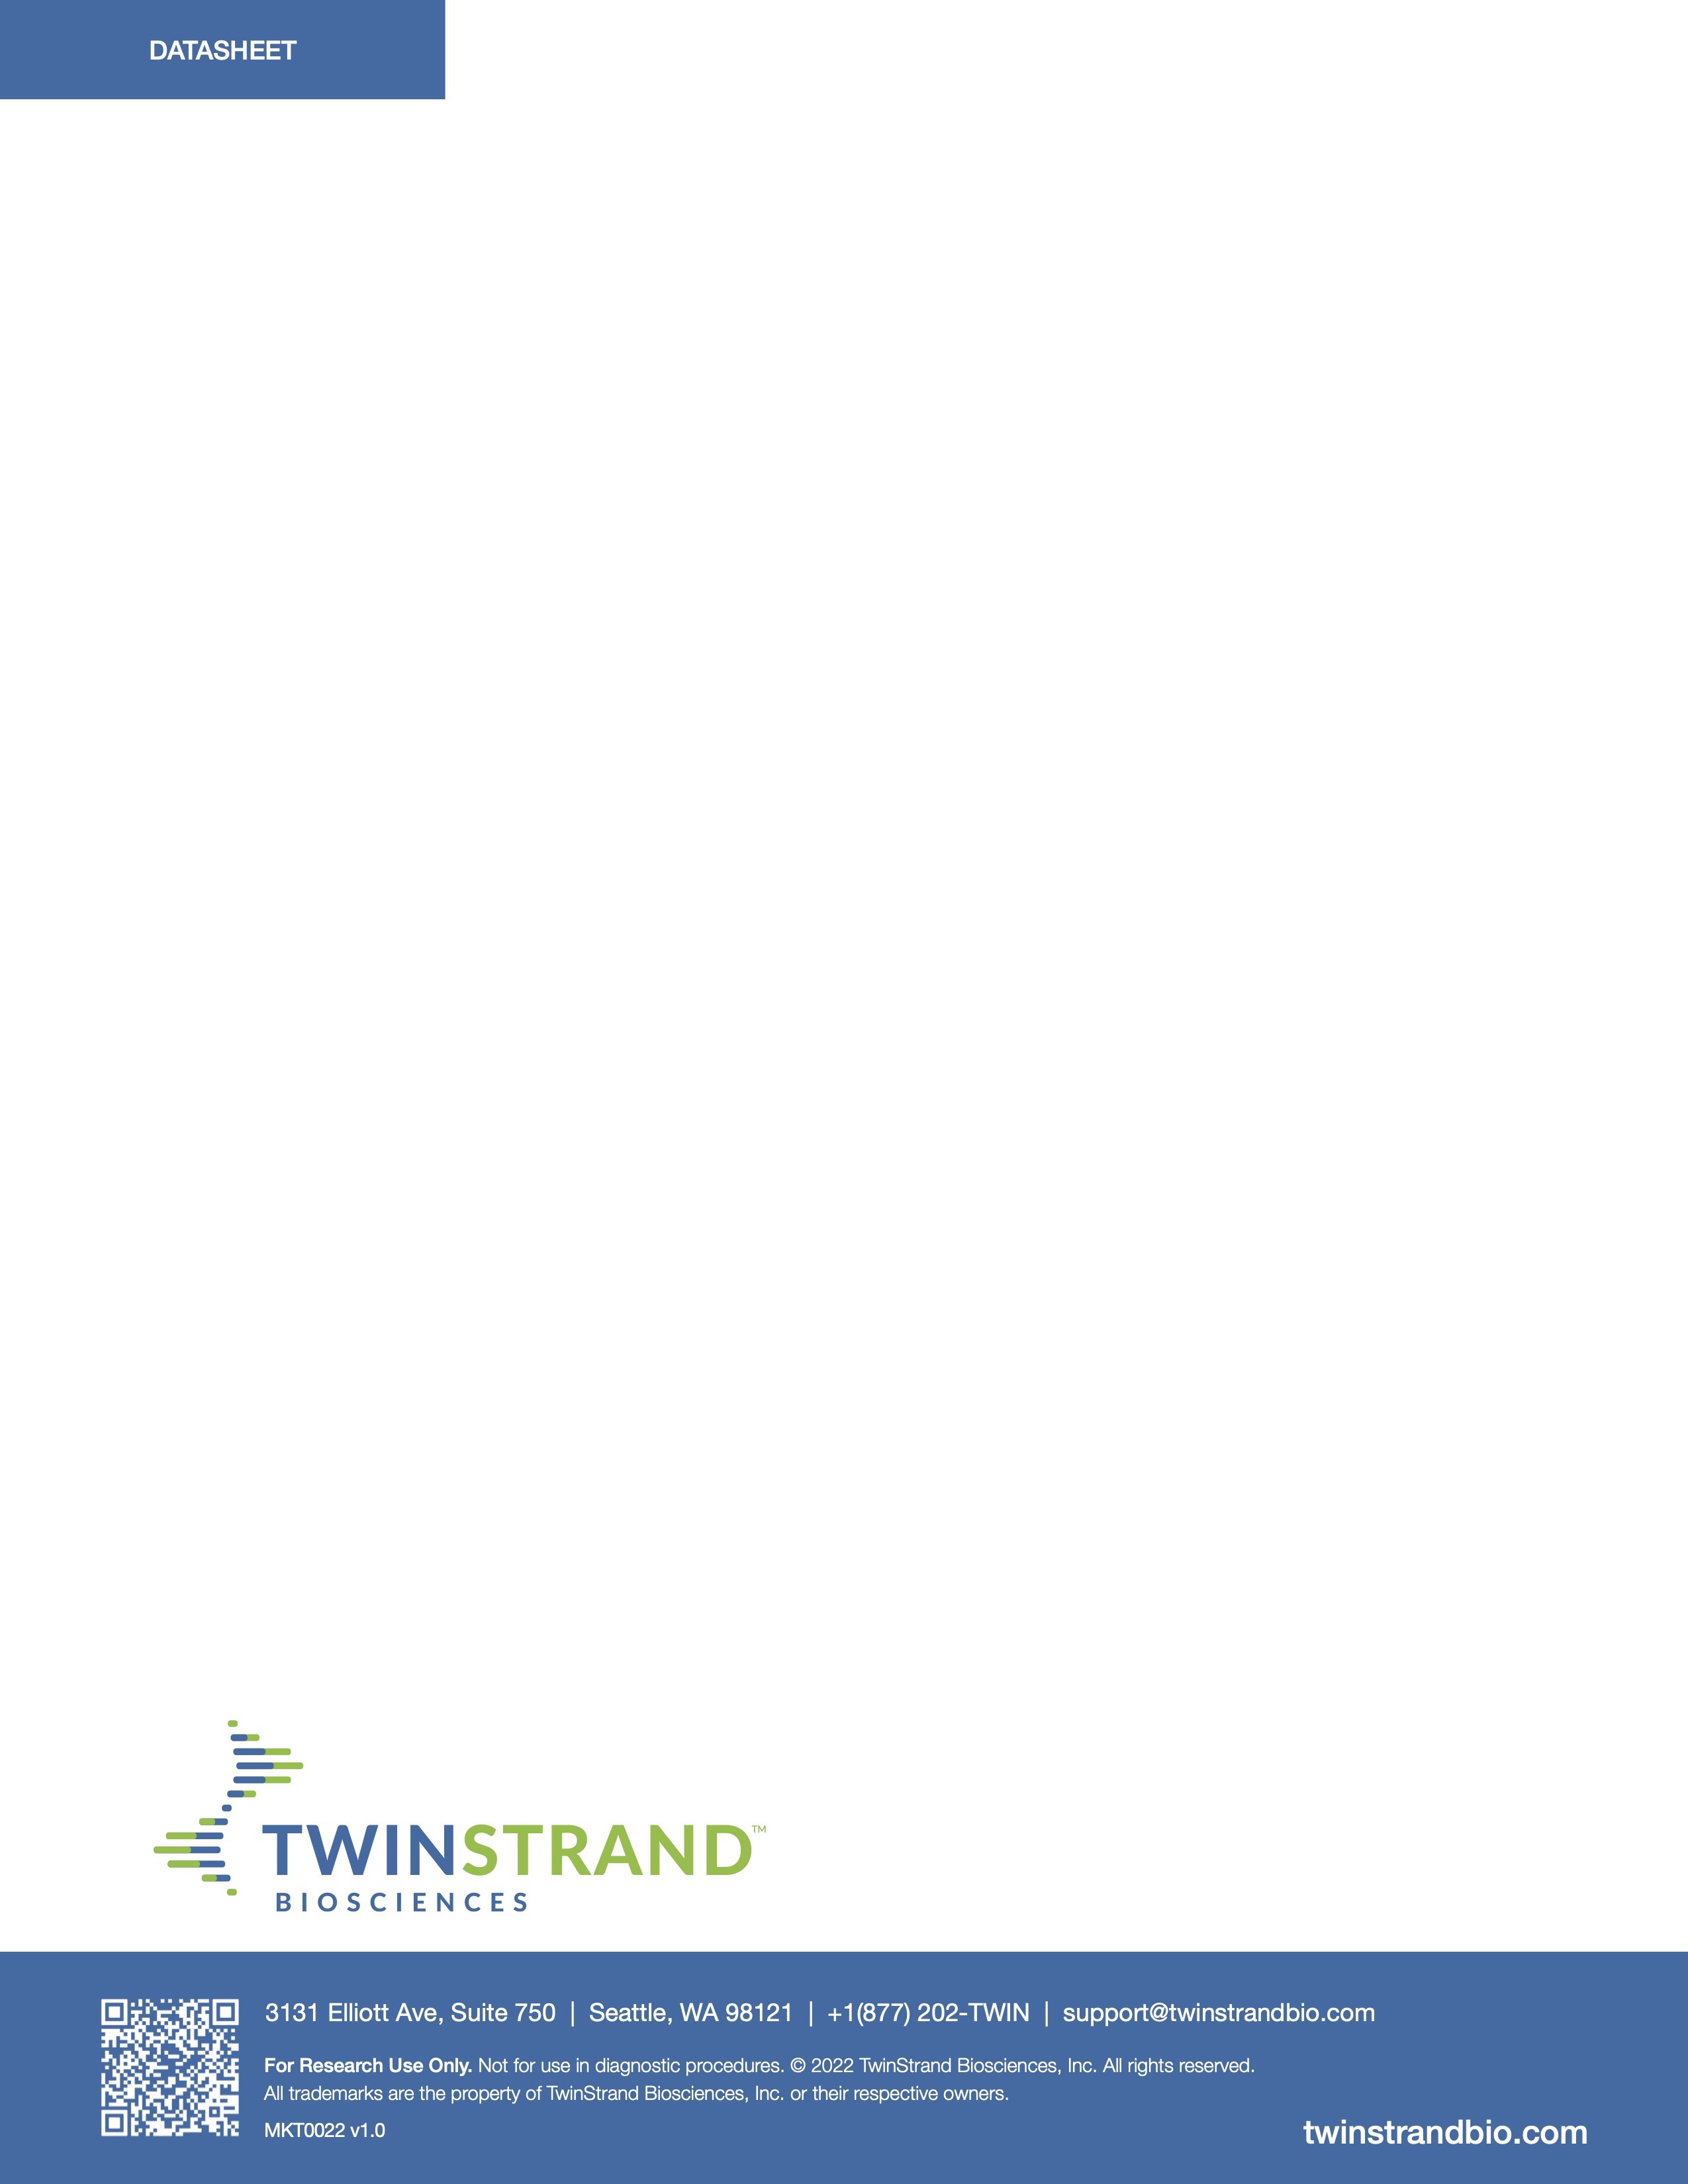 DATASHEET
TWINSTRAND™
BIOSCIENCES
3131 Elliott Ave, Suite 750 | Seattle, WA 98121 | +1(877) 202-TWIN | support@twinstrandbio.com
For Research Use Only. Not for use in diagnostic procedures. © 2022 TwinStrand Biosciences, Inc. All rights reserved.
All trademarks are the property of TwinStrand Biosciences, Inc. or their respective owners.
MKT0022 v1.0
twinstrandbio.com